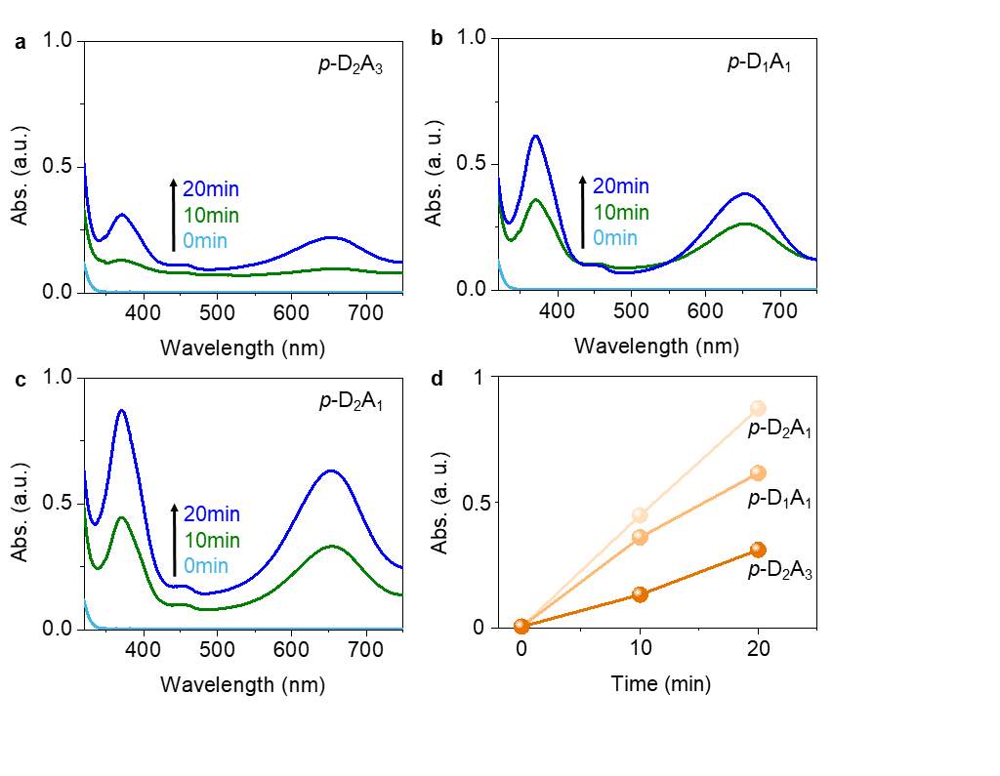 a
1.0
p-D₂A₃
Abs. (a.u.)
0.5
20min
10min
0min
0.0
400 500 600 700
Wavelength (nm)
b
1.0
p-D₁A₁
Abs. (a. u.)
0.5
20min
10min
0min
0.0
400 500 600 700
Wavelength (nm)
c
1.0
p-D₂A₁
Abs. (a.u.)
0.5
20min
10min
0min
0.0
400 500 600 700
Wavelength (nm)
d
1
p-D₂A₁
Abs. (a. u.)
0.5
p-D₁A₁
p-D₂A₃
0
0 10 20
Time (min)